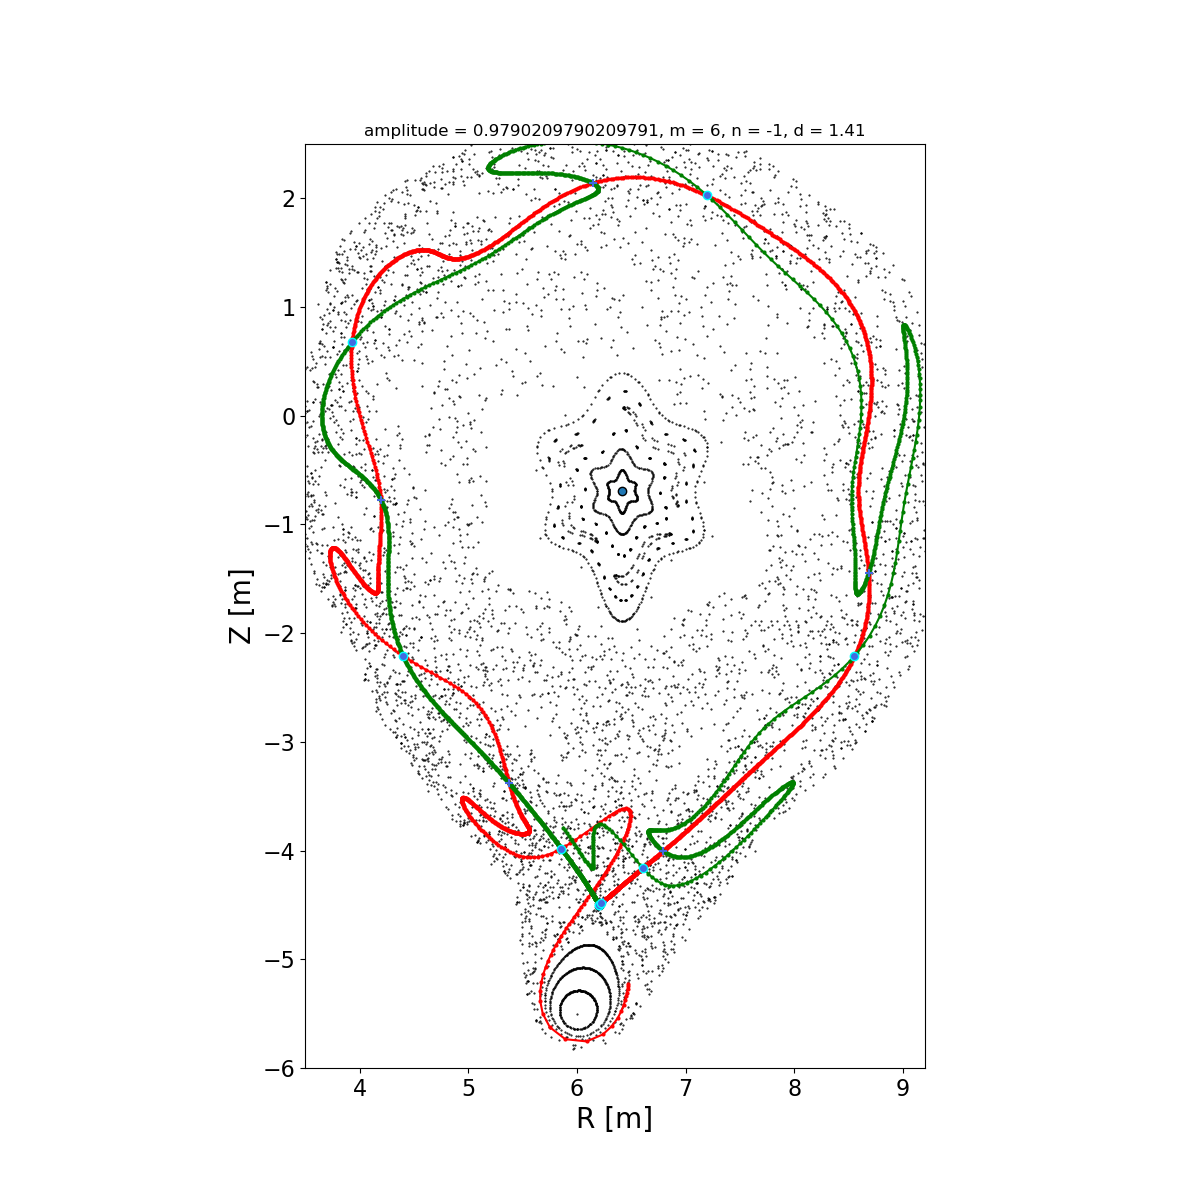 amplitude = 0.9790209790209791, m = 6, n = -1, d = 1.41
2
1
0
−1
−2
−3
−4
−5
−6
Z [m]
4 5 6 7 8 9
R [m]